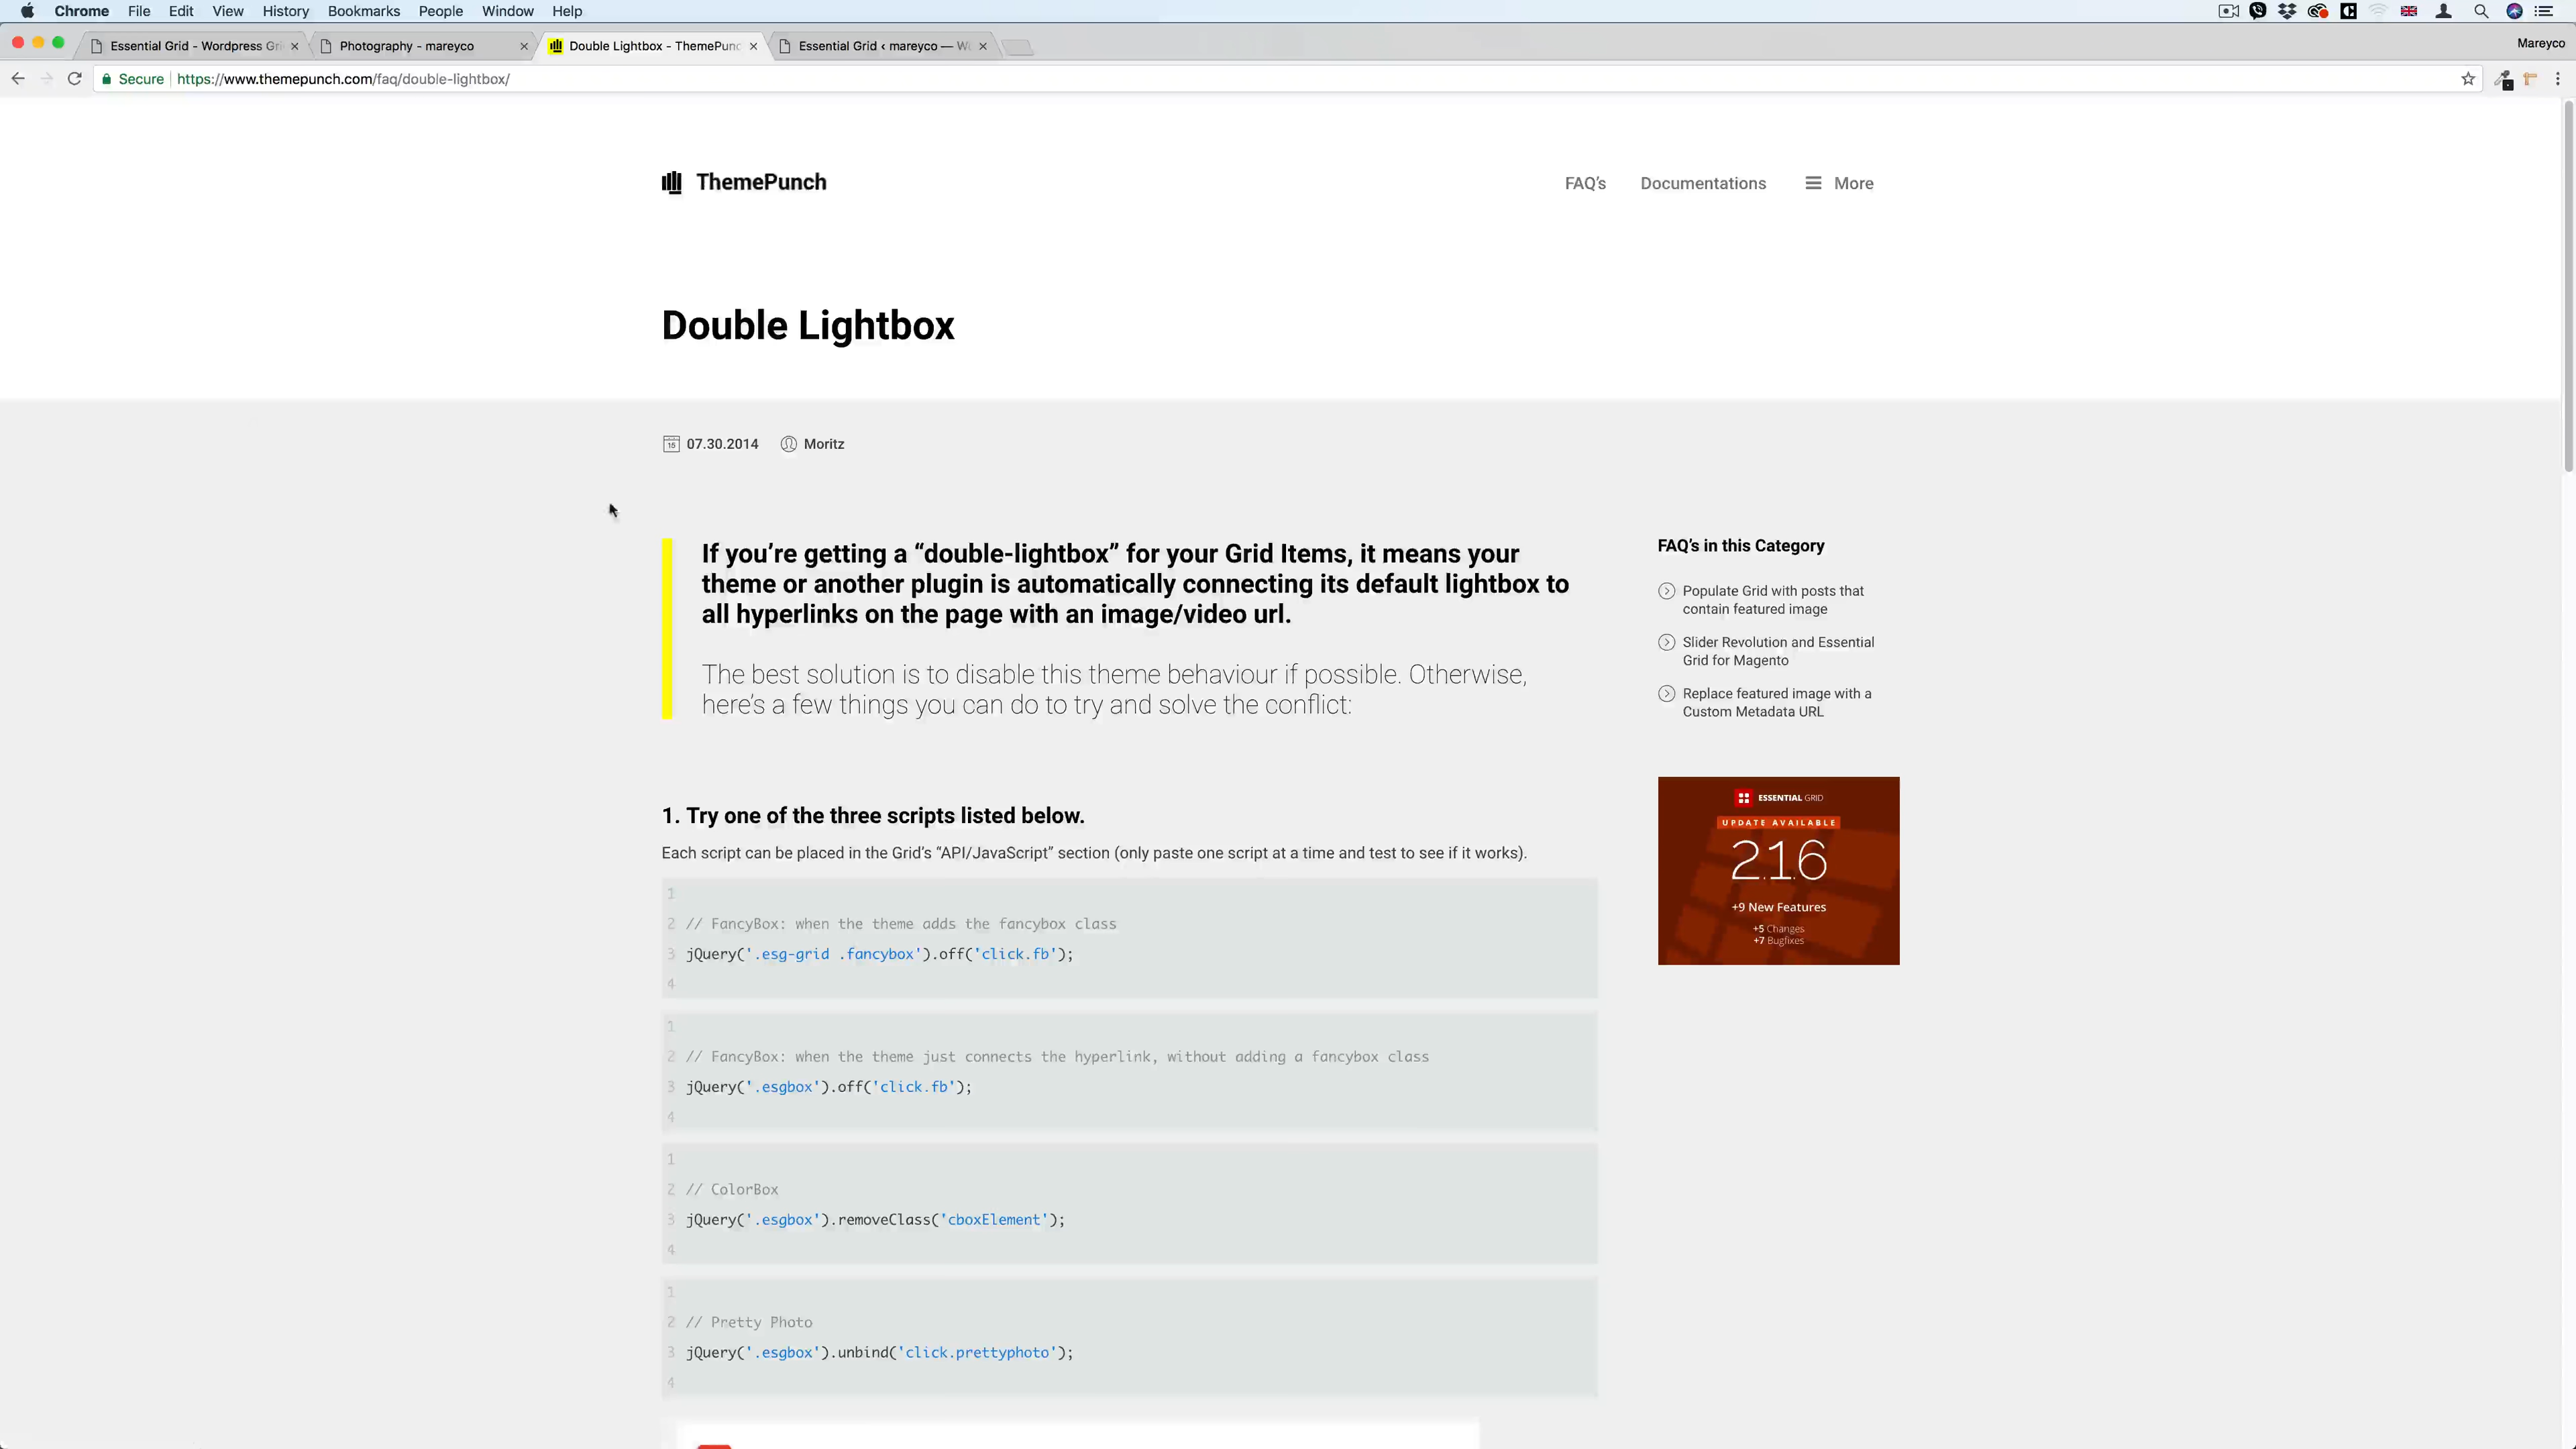 Chrome File Edit View History Bookmarks People Window Help
Essential Grid - Wordpress Gri
Photography - mareyco
Double Lightbox - ThemePunc
Essential Grid ‹ mareyco — W
Mareyco
Secure https://www.themepunch.com/faq/double-lightbox/
ThemePunch
FAQ's Documentations More
Double Lightbox
07.30.2014 Moritz
If you’re getting a “double-lightbox” for your Grid Items, it means your
theme or another plugin is automatically connecting its default lightbox to
all hyperlinks on the page with an image/video url.
The best solution is to disable this theme behaviour if possible. Otherwise,
here’s a few things you can do to try and solve the conflict:
1. Try one of the three scripts listed below.
Each script can be placed in the Grid’s “API/JavaScript” section (only paste one script at a time and test to see if it works).
1
2 // FancyBox: when the theme adds the fancybox class
3 jQuery('.esg-grid .fancybox').off('click.fb');
4
1
2 // FancyBox: when the theme just connects the hyperlink, without adding a fancybox class
3 jQuery('.esgbox').off('click.fb');
4
1
2 // ColorBox
3 jQuery('.esgbox').removeClass('cboxElement');
4
1
2 // Pretty Photo
3 jQuery('.esgbox').unbind('click.prettyphoto');
4
FAQ's in this Category
Populate Grid with posts that
contain featured image
Slider Revolution and Essential
Grid for Magento
Replace featured image with a
Custom Metadata URL
ESSENTIAL GRID
UPDATE AVAILABLE
2.1.6
+9 New Features
+5 Changes
+7 Bugfixes